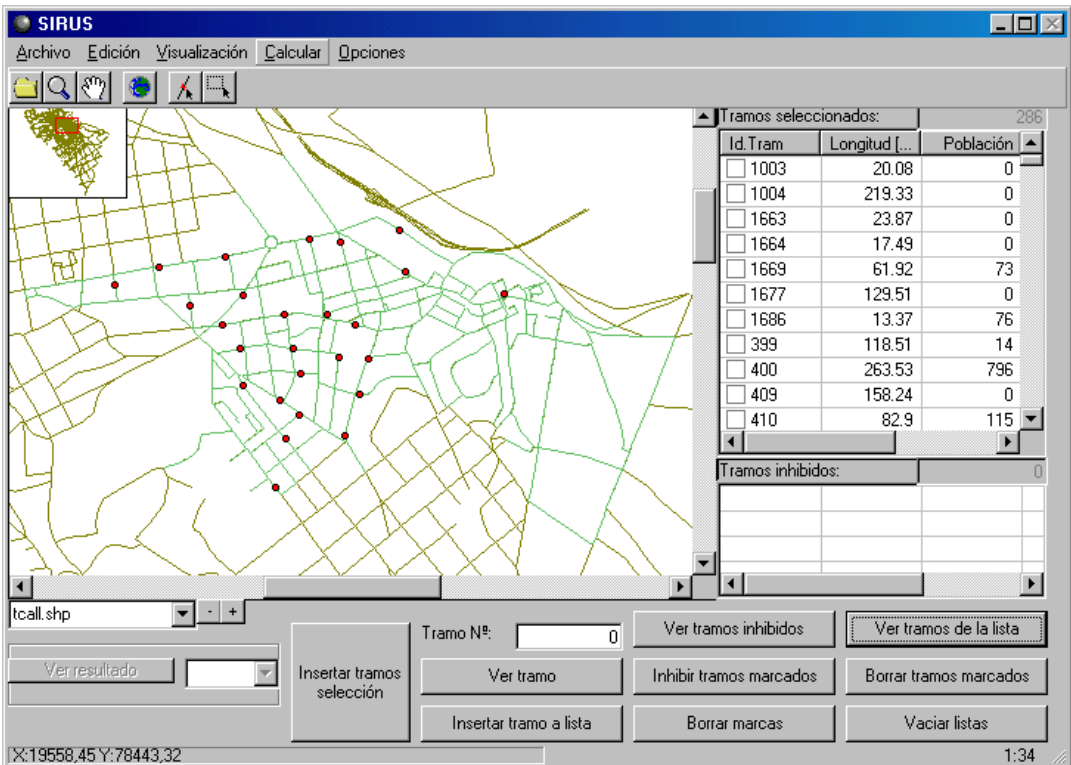 SIRUS
Archivo Edición Visualización Calcular Opciones
Tramos seleccionados: 286
Id.Tram Longitud [... Población
1003 20.08 0
1004 219.33 0
1663 23.87 0
1664 17.49 0
1669 61.92 73
1677 129.51 0
1686 13.37 76
399 118.51 14
400 263.53 796
409 158.24 0
410 82.9 115
Tramos inhibidos: 0
tcall.shp - +
Ver resultado
Insertar tramos
selección
Tramo Nº: 0
Ver tramo
Insertar tramo a lista
Ver tramos inhibidos
Inhibir tramos marcados
Borrar marcas
Ver tramos de la lista
Borrar tramos marcados
Vaciar listas
X:19558,45 Y:78443,32 1:34